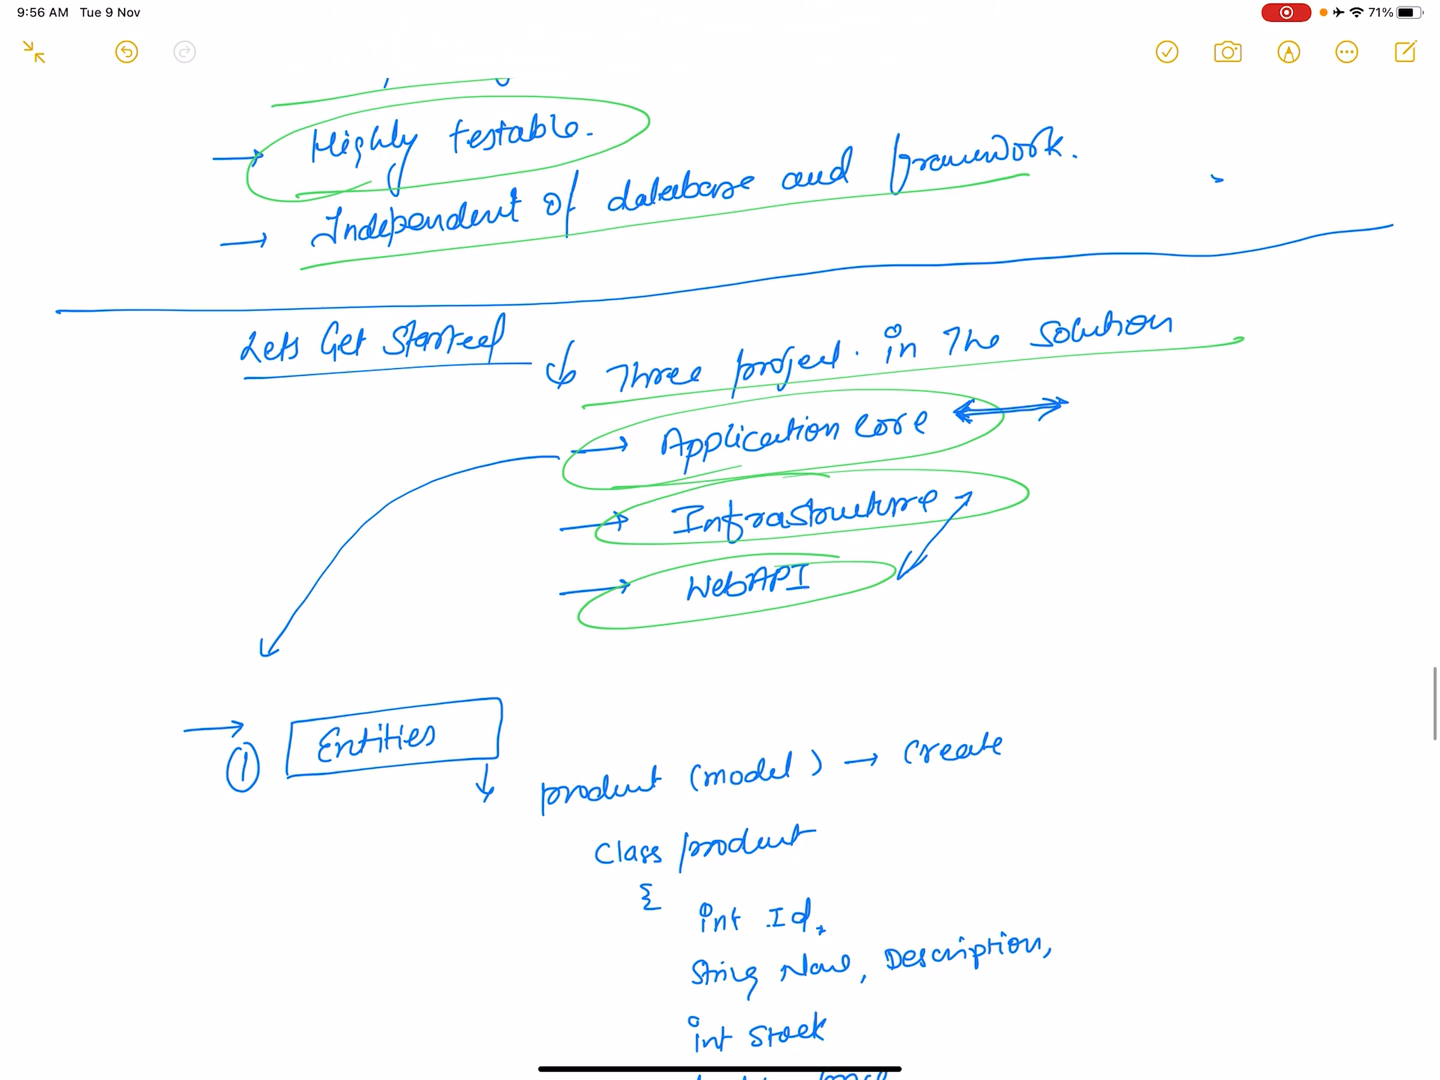 9:56 AM Tue 9 Nov
71%
→ Highly testable.
→ Independent of database and framework.
Lets Get Started
Three project. in The solution
→ Application core
→ Infrastructure
→ WebAPI
→ ① Entities
product (model) → create
Class product
{
int Id,
String Name, Description,
int Stock